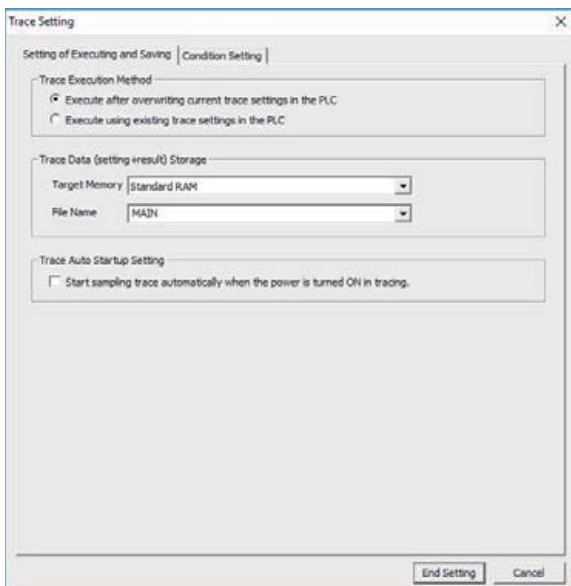 Trace Setting
Setting of Executing and Saving
Condition Setting
Trace Execution Method
Execute after overwriting current trace settings in the PLC
Execute using existing trace settings in the PLC
Trace Data (setting+result) Storage
Target Memory Standard RAM
File Name MAIN
Trace Auto Startup Setting
Start sampling trace automatically when the power is turned ON in tracing.
End Setting
Cancel